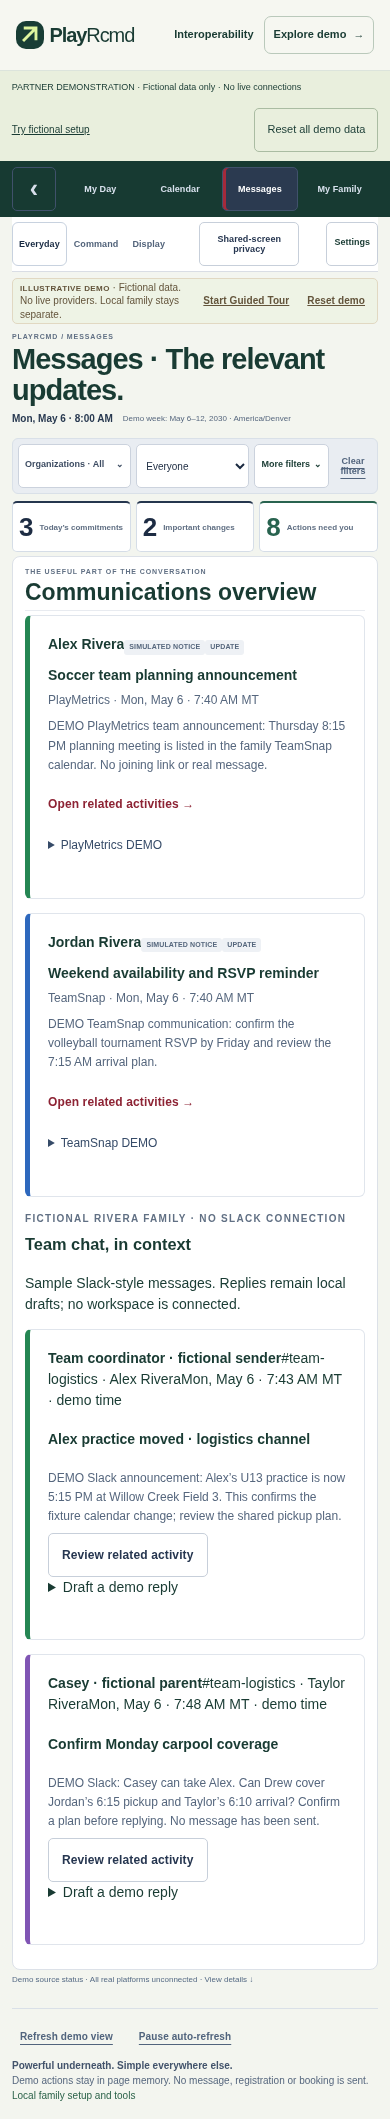 PlayRcmd
Interoperability
Explore demo →
PARTNER DEMONSTRATION · Fictional data only · No live connections
Try fictional setup
Reset all demo data
‹
My Day
Calendar
Messages
My Family
Everyday
Command
Display
Shared-screen
privacy
Settings
ILLUSTRATIVE DEMO · Fictional data.
No live providers. Local family stays
separate.
Start Guided Tour
Reset demo
PLAYRCMD / MESSAGES
Messages · The relevant
updates.
Mon, May 6 · 8:00 AM
Demo week: May 6–12, 2030 · America/Denver
Organizations · All
Everyone
More filters
Clear
filters
3 Today's commitments
2 Important changes
8 Actions need you
THE USEFUL PART OF THE CONVERSATION
Communications overview
Alex Rivera SIMULATED NOTICE UPDATE
Soccer team planning announcement
PlayMetrics · Mon, May 6 · 7:40 AM MT
DEMO PlayMetrics team announcement: Thursday 8:15
PM planning meeting is listed in the family TeamSnap
calendar. No joining link or real message.
Open related activities →
PlayMetrics DEMO
Jordan Rivera SIMULATED NOTICE UPDATE
Weekend availability and RSVP reminder
TeamSnap · Mon, May 6 · 7:40 AM MT
DEMO TeamSnap communication: confirm the
volleyball tournament RSVP by Friday and review the
7:15 AM arrival plan.
Open related activities →
TeamSnap DEMO
FICTIONAL RIVERA FAMILY · NO SLACK CONNECTION
Team chat, in context
Sample Slack-style messages. Replies remain local
drafts; no workspace is connected.
Team coordinator · fictional sender#team-
logistics · Alex RiveraMon, May 6 · 7:43 AM MT
· demo time
Alex practice moved · logistics channel
DEMO Slack announcement: Alex's U13 practice is now
5:15 PM at Willow Creek Field 3. This confirms the
fixture calendar change; review the shared pickup plan.
Review related activity
Draft a demo reply
Casey · fictional parent#team-logistics · Taylor
RiveraMon, May 6 · 7:48 AM MT · demo time
Confirm Monday carpool coverage
DEMO Slack: Casey can take Alex. Can Drew cover
Jordan's 6:15 pickup and Taylor's 6:10 arrival? Confirm
a plan before replying. No message has been sent.
Review related activity
Draft a demo reply
Demo source status · All real platforms unconnected · View details ↓
Refresh demo view
Pause auto-refresh
Powerful underneath. Simple everywhere else.
Demo actions stay in page memory. No message, registration or booking is sent.
Local family setup and tools